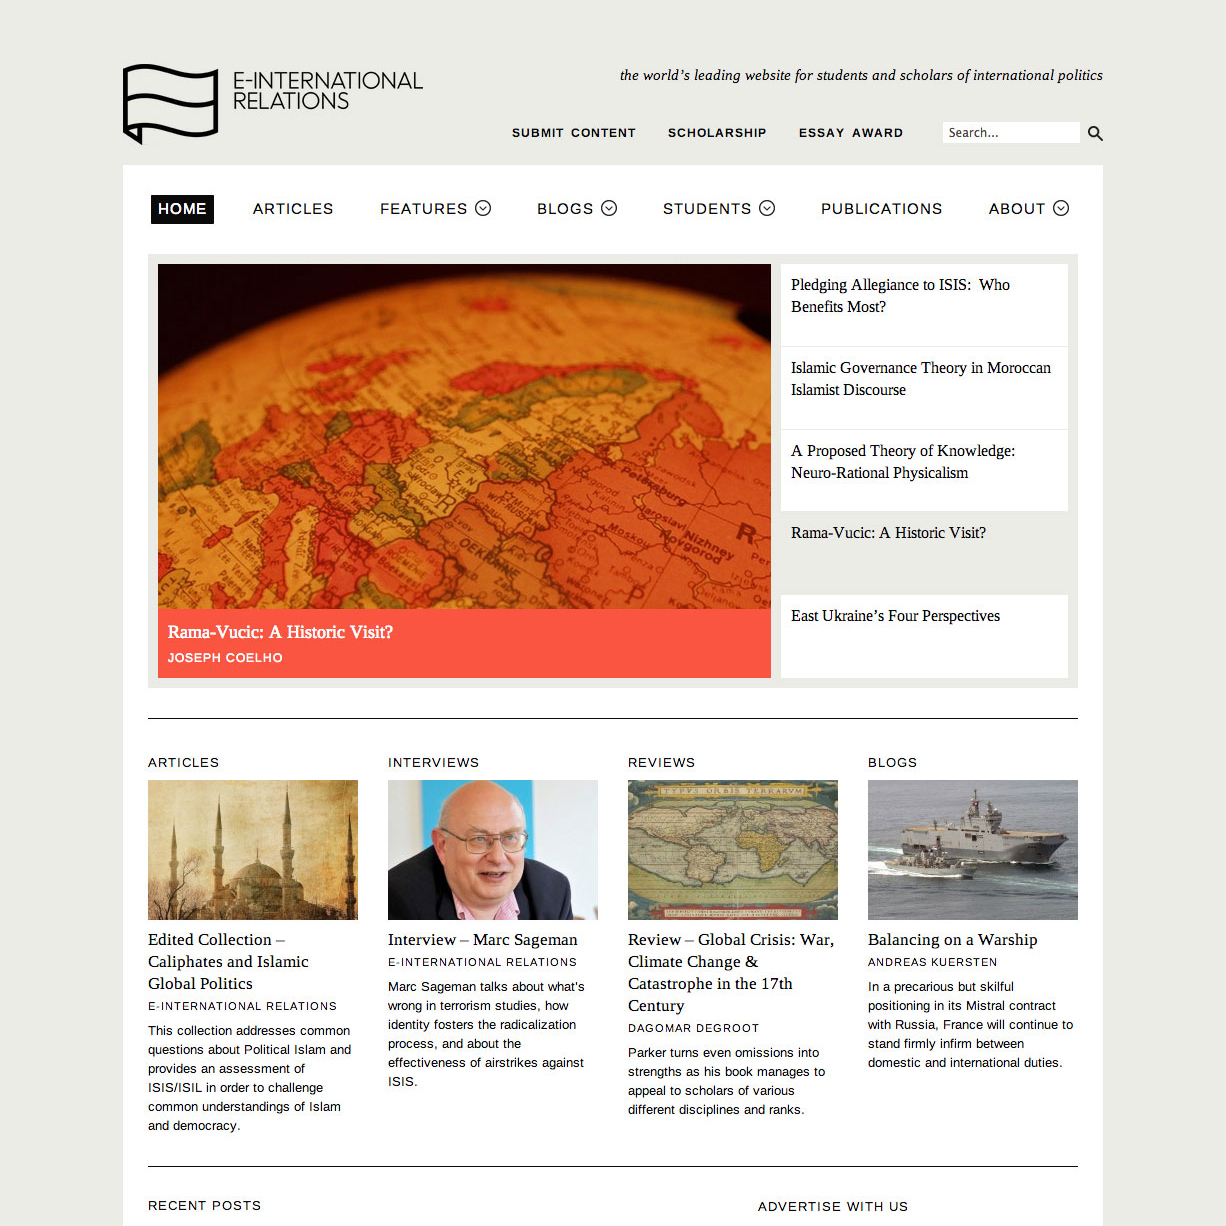 E-INTERNATIONAL
RELATIONS
the world's leading website for students and scholars of international politics
SUBMIT CONTENT
SCHOLARSHIP
ESSAY AWARD
Search...
HOME
ARTICLES
FEATURES
BLOGS
STUDENTS
PUBLICATIONS
ABOUT
Rama-Vucic: A Historic Visit?
JOSEPH COELHO
Pledging Allegiance to ISIS:  Who
Benefits Most?
Islamic Governance Theory in Moroccan
Islamist Discourse
A Proposed Theory of Knowledge:
Neuro-Rational Physicalism
Rama-Vucic: A Historic Visit?
East Ukraine's Four Perspectives
ARTICLES
Edited Collection –
Caliphates and Islamic
Global Politics
E-INTERNATIONAL RELATIONS
This collection addresses common
questions about Political Islam and
provides an assessment of
ISIS/ISIL in order to challenge
common understandings of Islam
and democracy.
INTERVIEWS
Interview – Marc Sageman
E-INTERNATIONAL RELATIONS
Marc Sageman talks about what's
wrong in terrorism studies, how
identity fosters the radicalization
process, and about the
effectiveness of airstrikes against
ISIS.
REVIEWS
TYPVS ORBIS TERRARVM
Review – Global Crisis: War,
Climate Change &
Catastrophe in the 17th
Century
DAGOMAR DEGROOT
Parker turns even omissions into
strengths as his book manages to
appeal to scholars of various
different disciplines and ranks.
BLOGS
Balancing on a Warship
ANDREAS KUERSTEN
In a precarious but skilful
positioning in its Mistral contract
with Russia, France will continue to
stand firmly infirm between
domestic and international duties.
RECENT POSTS
ADVERTISE WITH US